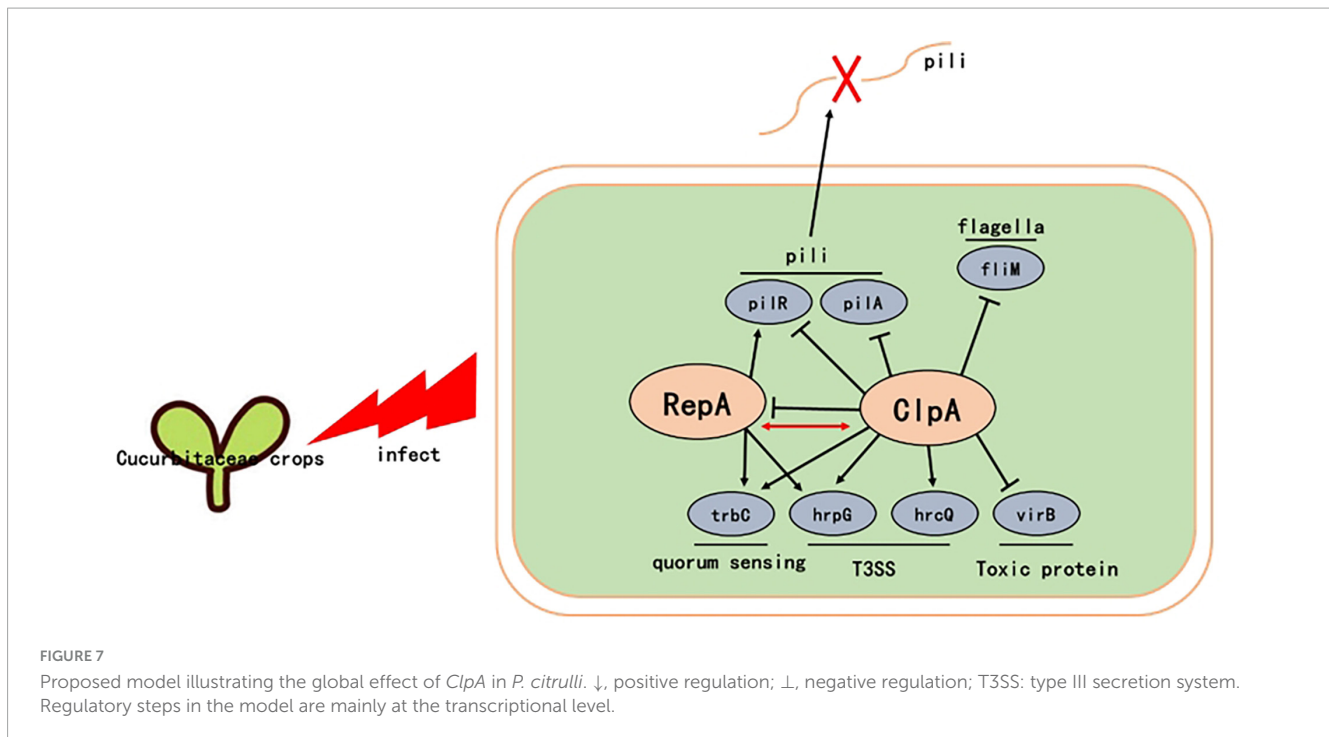 pili
flagella
fliM
pili
pilR
pilA
RepA
ClpA
Cucurbitaceae crops
infect
trbC
hrpG
hrcQ
virB
quorum sensing
T3SS
Toxic protein
FIGURE 7
Proposed model illustrating the global effect of ClpA in P. citrulli. ↓, positive regulation; ⊥, negative regulation; T3SS: type III secretion system.
Regulatory steps in the model are mainly at the transcriptional level.